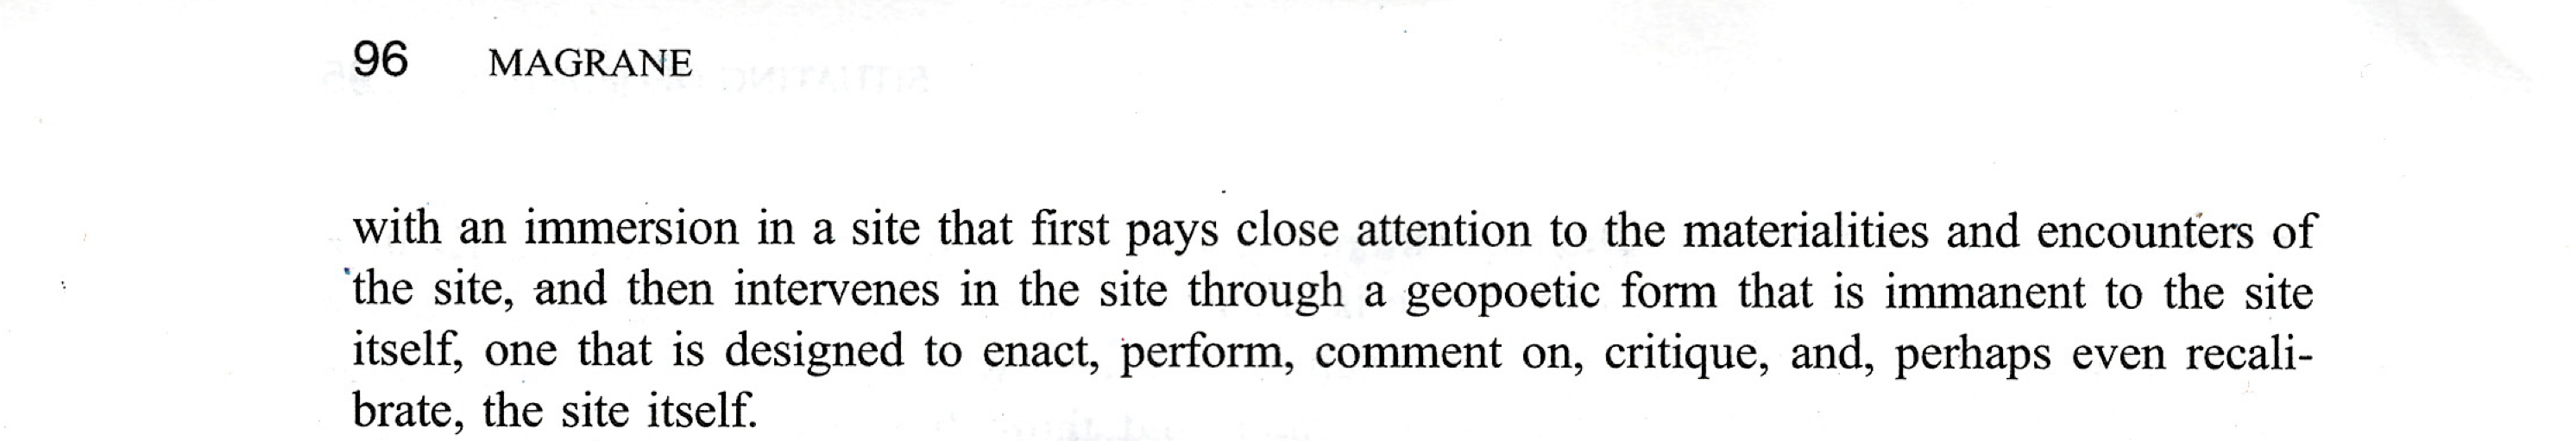 96 MAGRANE
with an immersion in a site that first pays close attention to the materialities and encounters of
the site, and then intervenes in the site through a geopoetic form that is immanent to the site
itself, one that is designed to enact, perform, comment on, critique, and, perhaps even recali-
brate, the site itself.